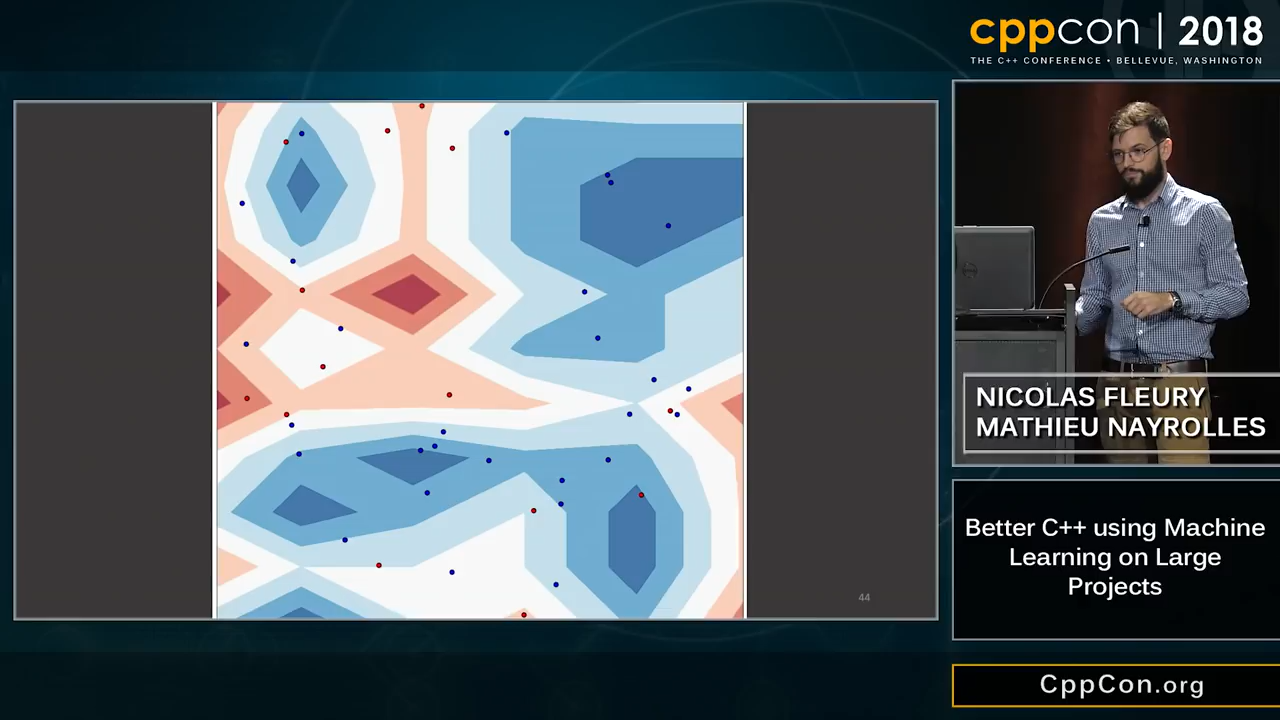 cppcon | 2018
THE C++ CONFERENCE • BELLEVUE, WASHINGTON
NICOLAS FLEURY
MATHIEU NAYROLLES
Better C++ using Machine
Learning on Large
Projects
44
CppCon.org